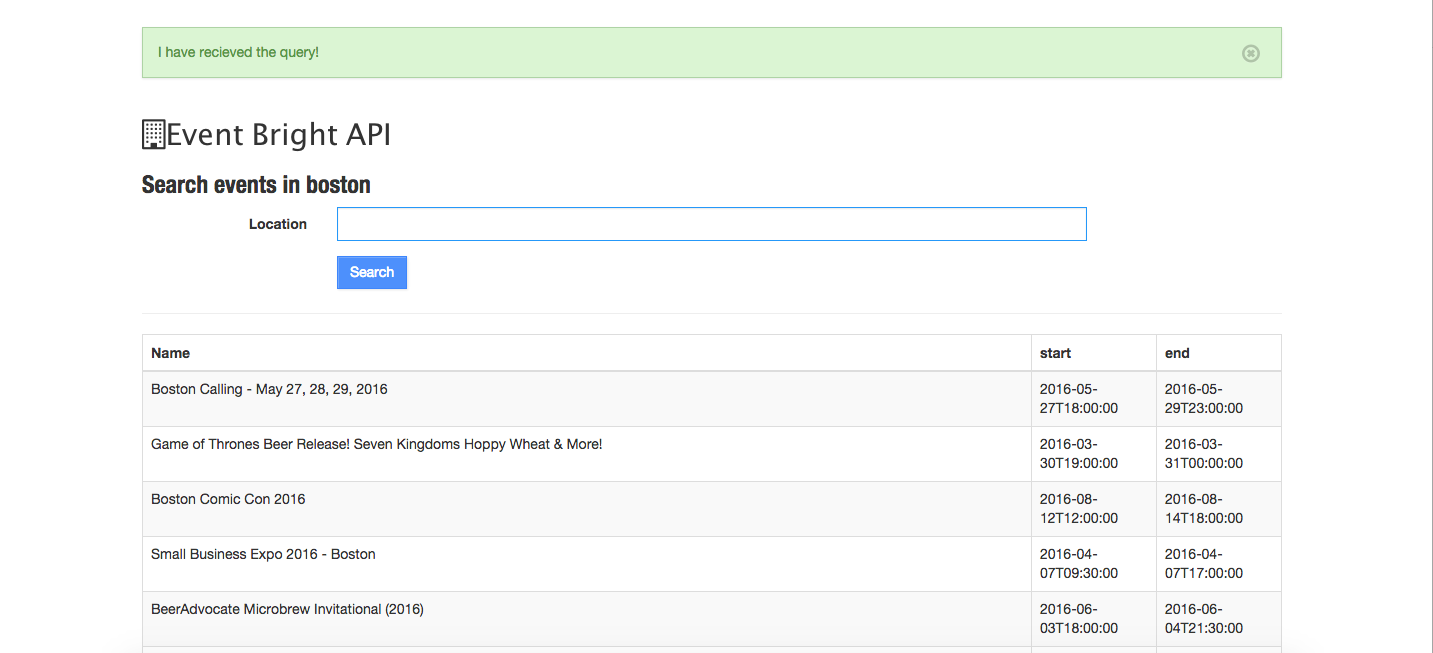 I have recieved the query!
Event Bright API
Search events in boston
Location
Search
Name start end
Boston Calling - May 27, 28, 29, 2016 2016-05- 2016-05-
27T18:00:00 29T23:00:00
Game of Thrones Beer Release! Seven Kingdoms Hoppy Wheat & More! 2016-03- 2016-03-
30T19:00:00 31T00:00:00
Boston Comic Con 2016 2016-08- 2016-08-
12T12:00:00 14T18:00:00
Small Business Expo 2016 - Boston 2016-04- 2016-04-
07T09:30:00 07T17:00:00
BeerAdvocate Microbrew Invitational (2016) 2016-06- 2016-06-
03T18:00:00 04T21:30:00